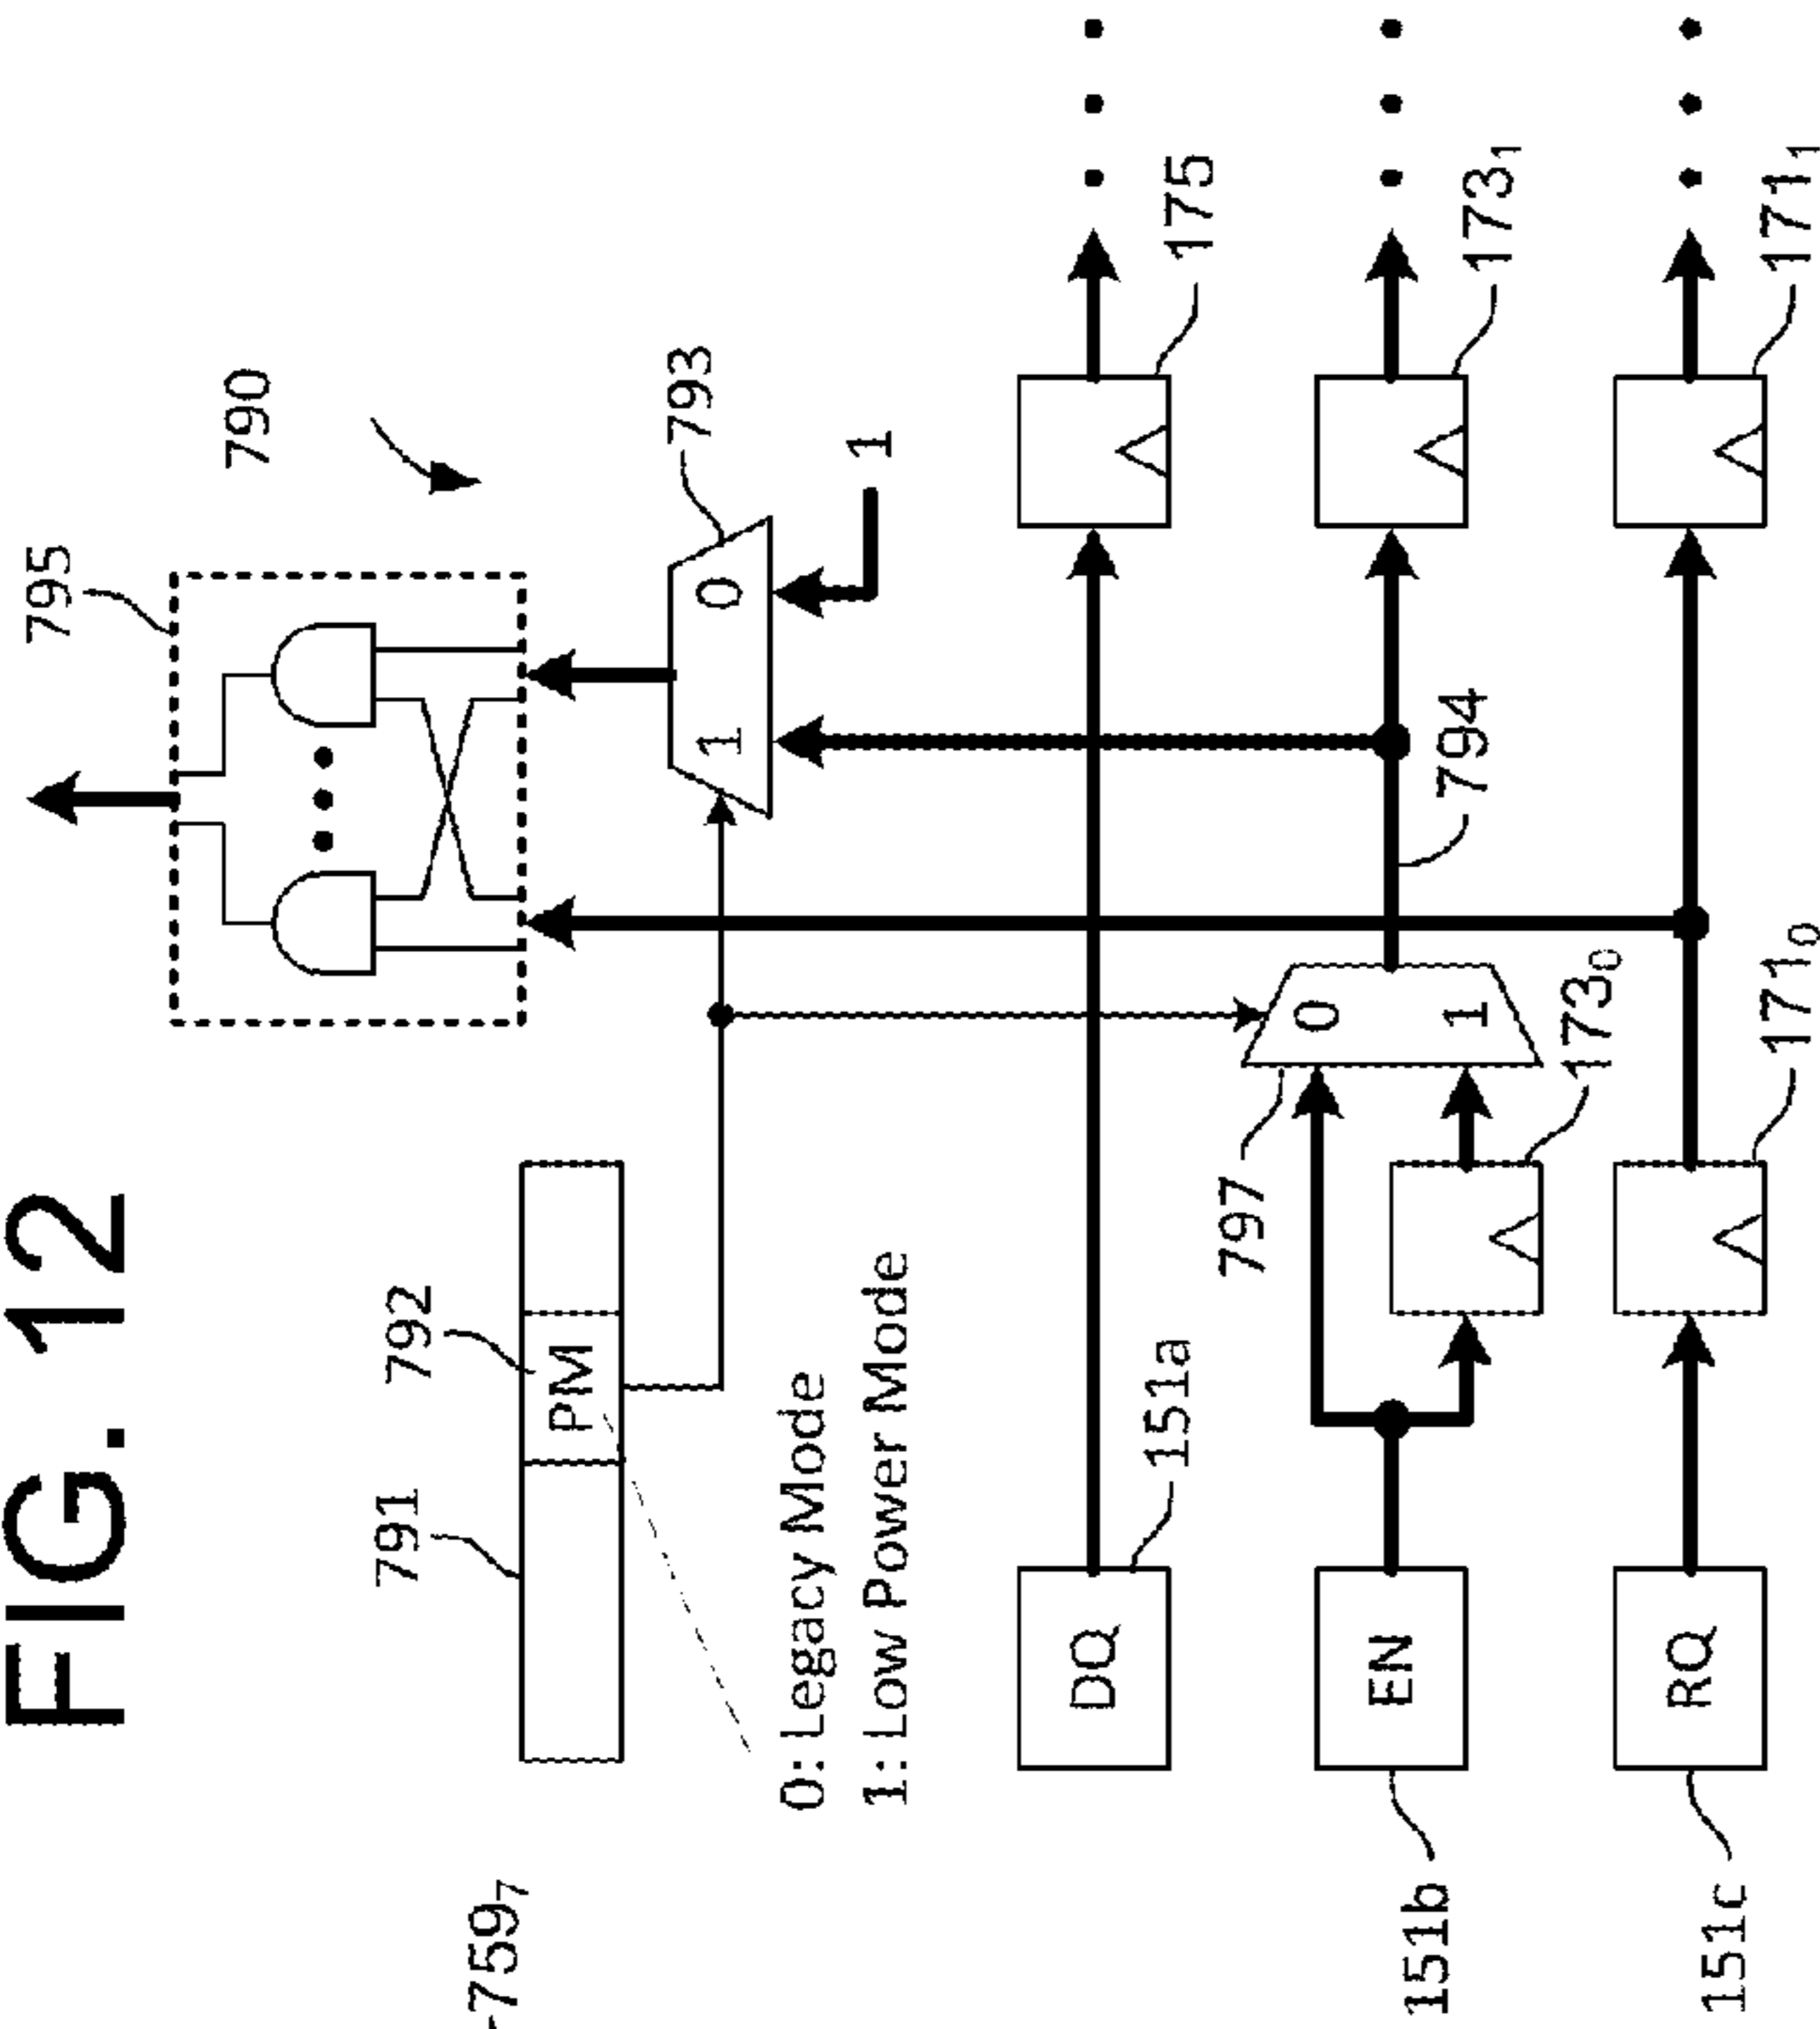 FIG. 12
759₇
791
792
PM
0: Legacy Mode
1: Low Power Mode
795
790
793
1
0
1
DQ
151a
175
EN
151b
797
0
1
173₀
794
173₁
RQ
151c
171₀
171₁